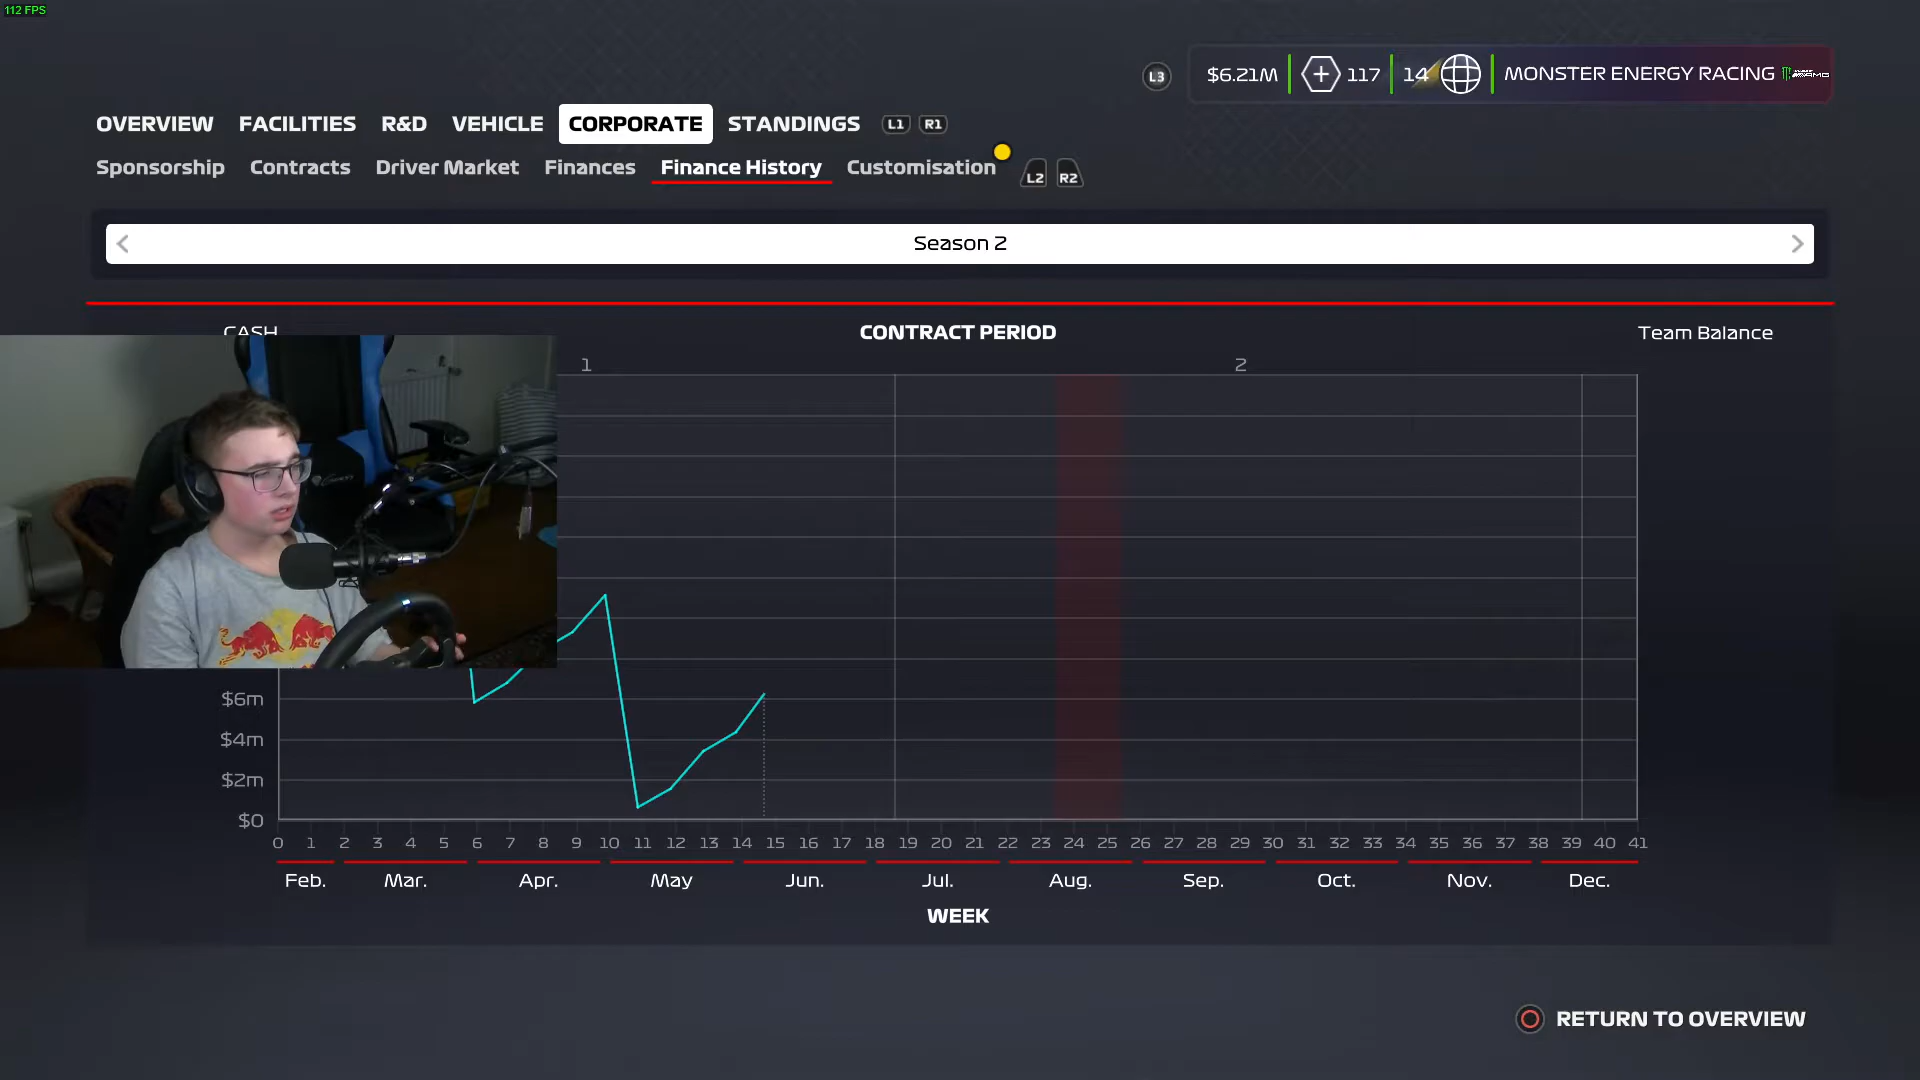 112 FPS
L3 $6.21M 117 14 MONSTER ENERGY RACING
OVERVIEW FACILITIES R&D VEHICLE CORPORATE STANDINGS L1 R1
Sponsorship Contracts Driver Market Finances Finance History Customisation L2 R2
Season 2
CASH CONTRACT PERIOD Team Balance
1 2
$6m
$4m
$2m
$0
0 1 2 3 4 5 6 7 8 9 10 11 12 13 14 15 16 17 18 19 20 21 22 23 24 25 26 27 28 29 30 31 32 33 34 35 36 37 38 39 40 41
Feb. Mar. Apr. May Jun. Jul. Aug. Sep. Oct. Nov. Dec.
WEEK
RETURN TO OVERVIEW